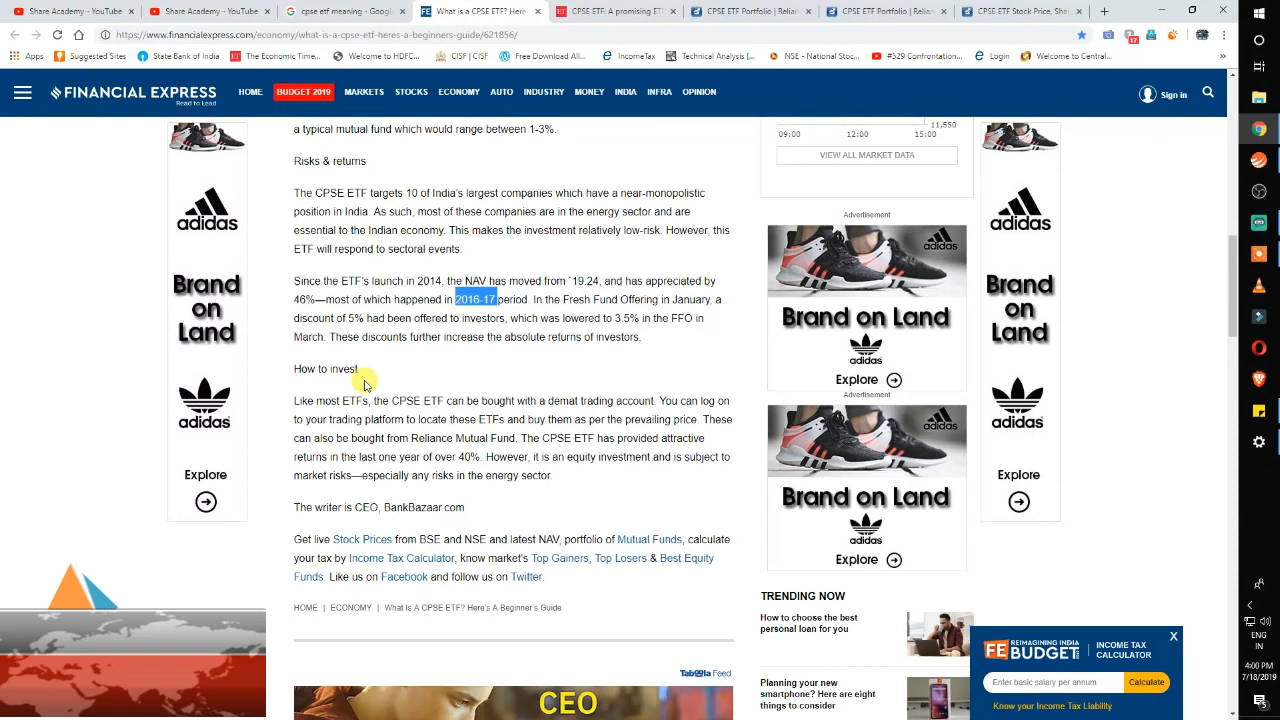 Meadow - YouTube
Meadow - YouTube
cpse etf meaning - Google
What is a CPSE ETF? Here
CPSE ETF: A promising ETF
CPSE ETF Portfolio Relian
CPSE ETF Portfolio Relian
CPSE ETF Price Today, Sha
https://www.financialexpress.com/economy/what-is-a-cpse-etf-heres-a-beginners-guide/621856/
17
Apps
Suggested Sites
State Bank of India
The Economic Time...
Welcome to HDFC...
CISF | CISF
Free Download All...
IncomeTax
Technical Analysis [...
NSE - National Stoc...
#529 Confrontation...
Login
Welcome to Central...
»
FINANCIAL EXPRESS
Read to Lead
HOME BUDGET 2019 MARKETS STOCKS ECONOMY AUTO INDUSTRY MONEY INDIA INFRA OPINION
Sign in
a typical mutual fund which would range between 1-3%.
Risks & returns
The CPSE ETF targets 10 of India's largest companies which have a near-monopolistic
position in India. As such, most of these companies are in the energy sector and are
essential to the Indian economy. This makes the investment relatively low-risk. However, this
ETF will respond to sectoral events.
Since the ETF's launch in 2014, the NAV has moved from `19.24, and has appreciated by
46%—most of which happened in 2016-17 period. In the Fresh Fund Offering in January, a
discount of 5% had been offered to investors, which was lowered to 3.5% in the FFO in
March. These discounts further increase the absolute returns of investors.
How to invest
Like most ETFs, the CPSE ETF can be bought with a demat trading account. You can log on
to your trading platform to locate these ETFs and buy them as per the prevailing price. These
can also be bought from Reliance Mutual Fund. The CPSE ETF has provided attractive
returns in the last one year of over 40%. However, it is an equity investment and is subject to
market risks—especially any risks in the energy sector.
The writer is CEO, BankBazaar.com
Get live Stock Prices from BSE and NSE and latest NAV, portfolio of Mutual Funds, calculate
your tax by Income Tax Calculator, know market's Top Gainers, Top Losers & Best Equity
Funds. Like us on Facebook and follow us on Twitter.
HOME | ECONOMY | What Is A CPSE ETF? Here's A Beginner's Guide
Taboola Feed
CEO
adidas
Brand
on
Land
adidas
Explore
11,550
09:00 12:00 15:00
VIEW ALL MARKET DATA
Advertisement
adidas
Brand on Land
adidas
Explore
Advertisement
adidas
Brand on Land
adidas
Explore
TRENDING NOW
How to choose the best
personal loan for you
Planning your new
smartphone? Here are eight
things to consider
adidas
Brand
on
Land
adidas
Explore
X
FE REIMAGINING INDIA
BUDGET
INCOME TAX
CALCULATOR
Enter basic salary per annum
Calculate
Know your Income Tax Liability
ENG
IN
4:00 PM
7/18/2019